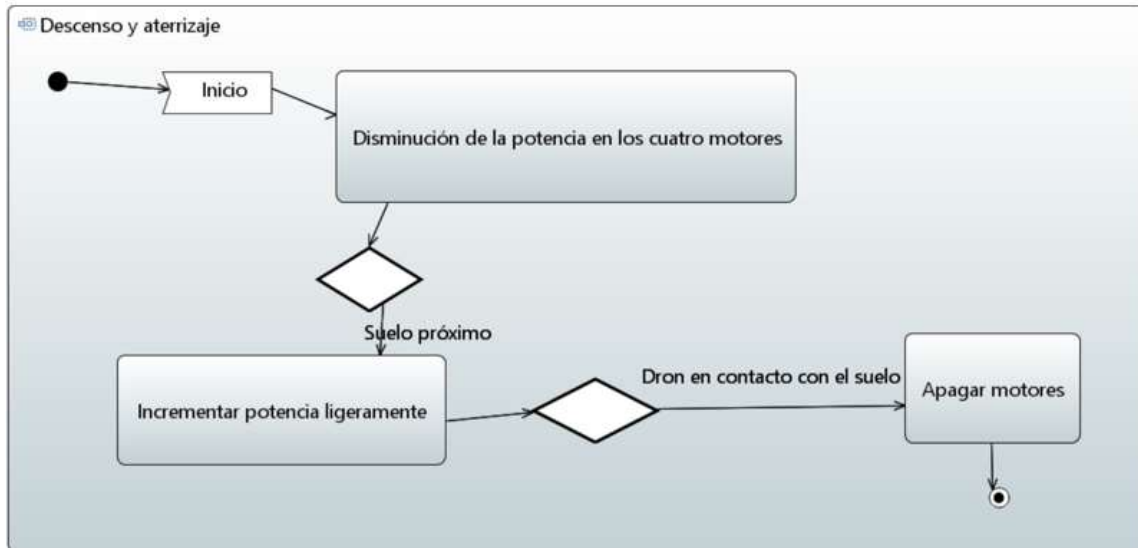 Descenso y aterrizaje
Inicio
Disminución de la potencia en los cuatro motores
Suelo próximo
Dron en contacto con el suelo
Apagar motores
Incrementar potencia ligeramente